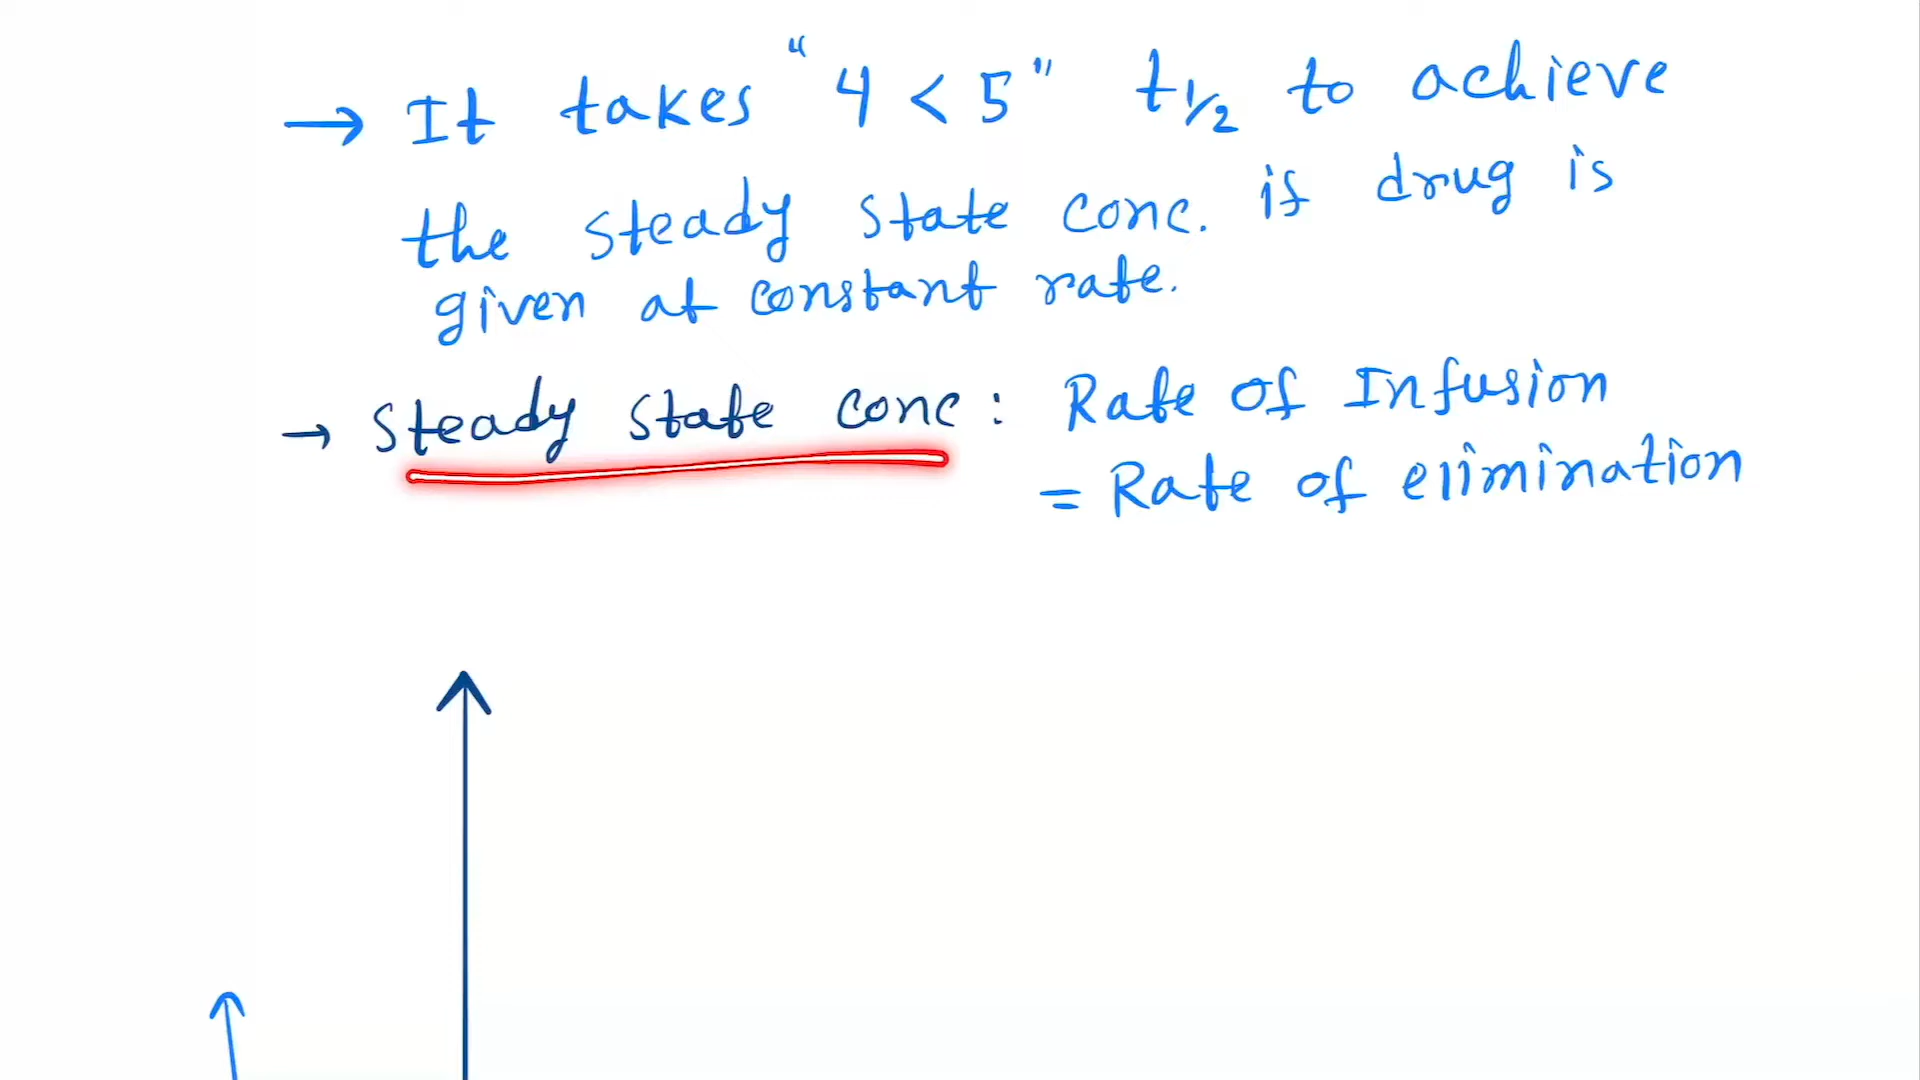 → It takes "4 < 5" t1/2 to achieve
the steady state conc. if drug is
given at constant rate.
→ Steady state conc: Rate of Infusion
= Rate of elimination